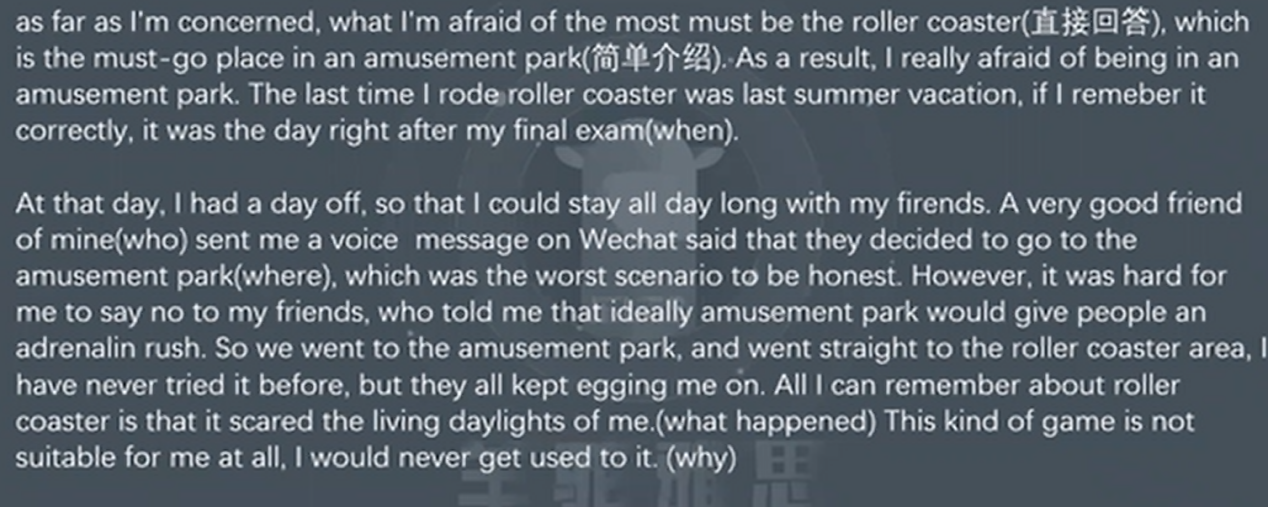 as far as I'm concerned, what I'm afraid of the most must be the roller coaster(直接回答), which
is the must-go place in an amusement park(简单介绍). As a result, I really afraid of being in an
amusement park. The last time I rode roller coaster was last summer vacation, if I remeber it
correctly, it was the day right after my final exam(when).
At that day, I had a day off, so that I could stay all day long with my firends. A very good friend
of mine(who) sent me a voice  message on Wechat said that they decided to go to the
amusement park(where), which was the worst scenario to be honest. However, it was hard for
me to say no to my friends, who told me that ideally amusement park would give people an
adrenalin rush. So we went to the amusement park, and went straight to the roller coaster area, I
have never tried it before, but they all kept egging me on. All I can remember about roller
coaster is that it scared the living daylights of me.(what happened) This kind of game is not
suitable for me at all, I would never get used to it. (why)